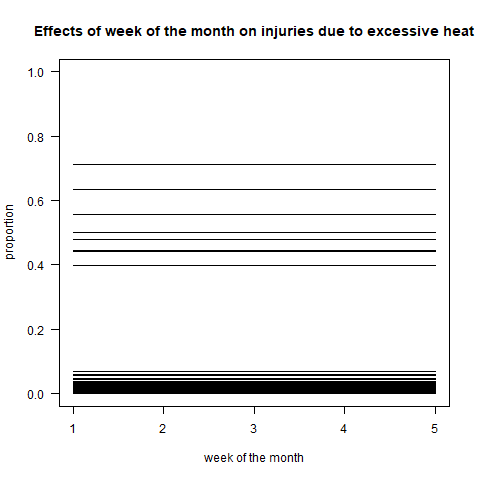 Effects of week of the month on injuries due to excessive heat
1.0
0.8
0.6
0.4
0.2
0.0
proportion
1 2 3 4 5
week of the month